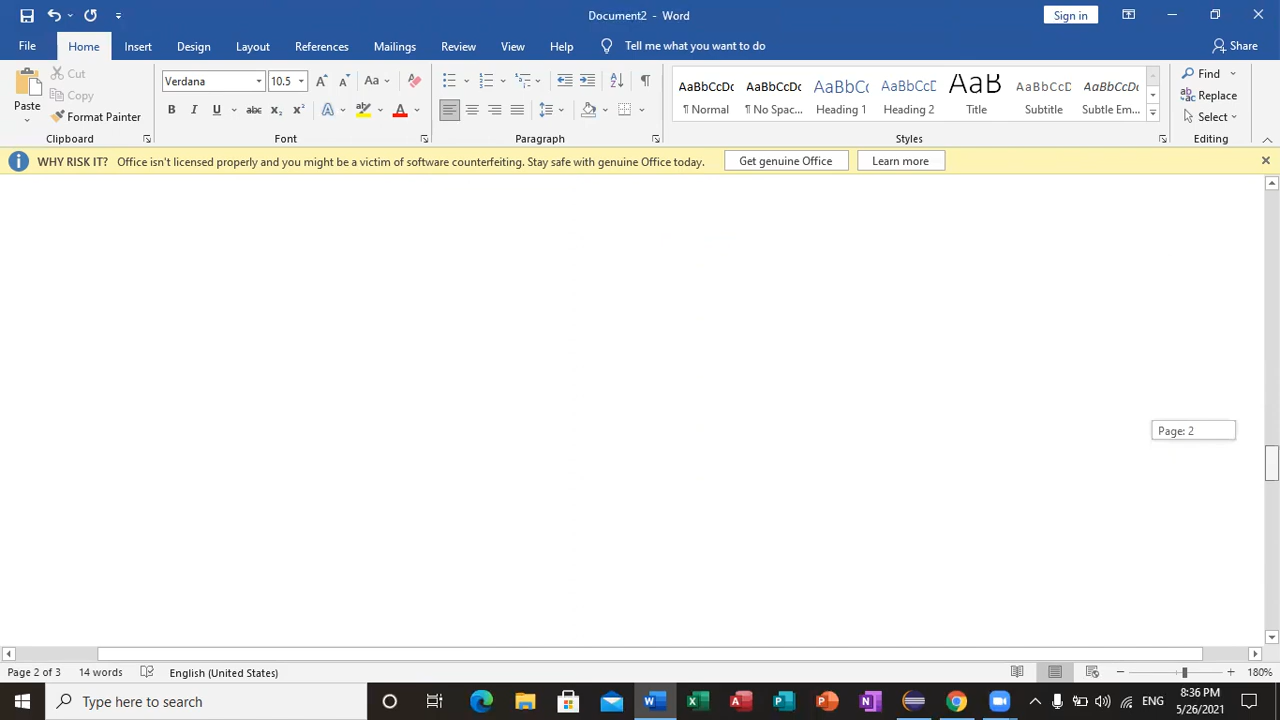 Document2 - Word
Sign in
File Home Insert Design Layout References Mailings Review View Help Tell me what you want to do Share
Paste
Cut
Copy
Format Painter
Clipboard
Verdana 10.5
Font
Paragraph
AaBbCcDc AaBbCcDc AaBbCc AaBbCcD AaB AaBbCcD AaBbCcDc
¶ Normal ¶ No Spac... Heading 1 Heading 2 Title Subtitle Subtle Em...
Styles
Find
Replace
Select
Editing
WHY RISK IT? Office isn't licensed properly and you might be a victim of software counterfeiting. Stay safe with genuine Office today. Get genuine Office Learn more
Page: 2
Page 2 of 3 14 words English (United States) 180%
Type here to search
ENG
8:36 PM
5/26/2021